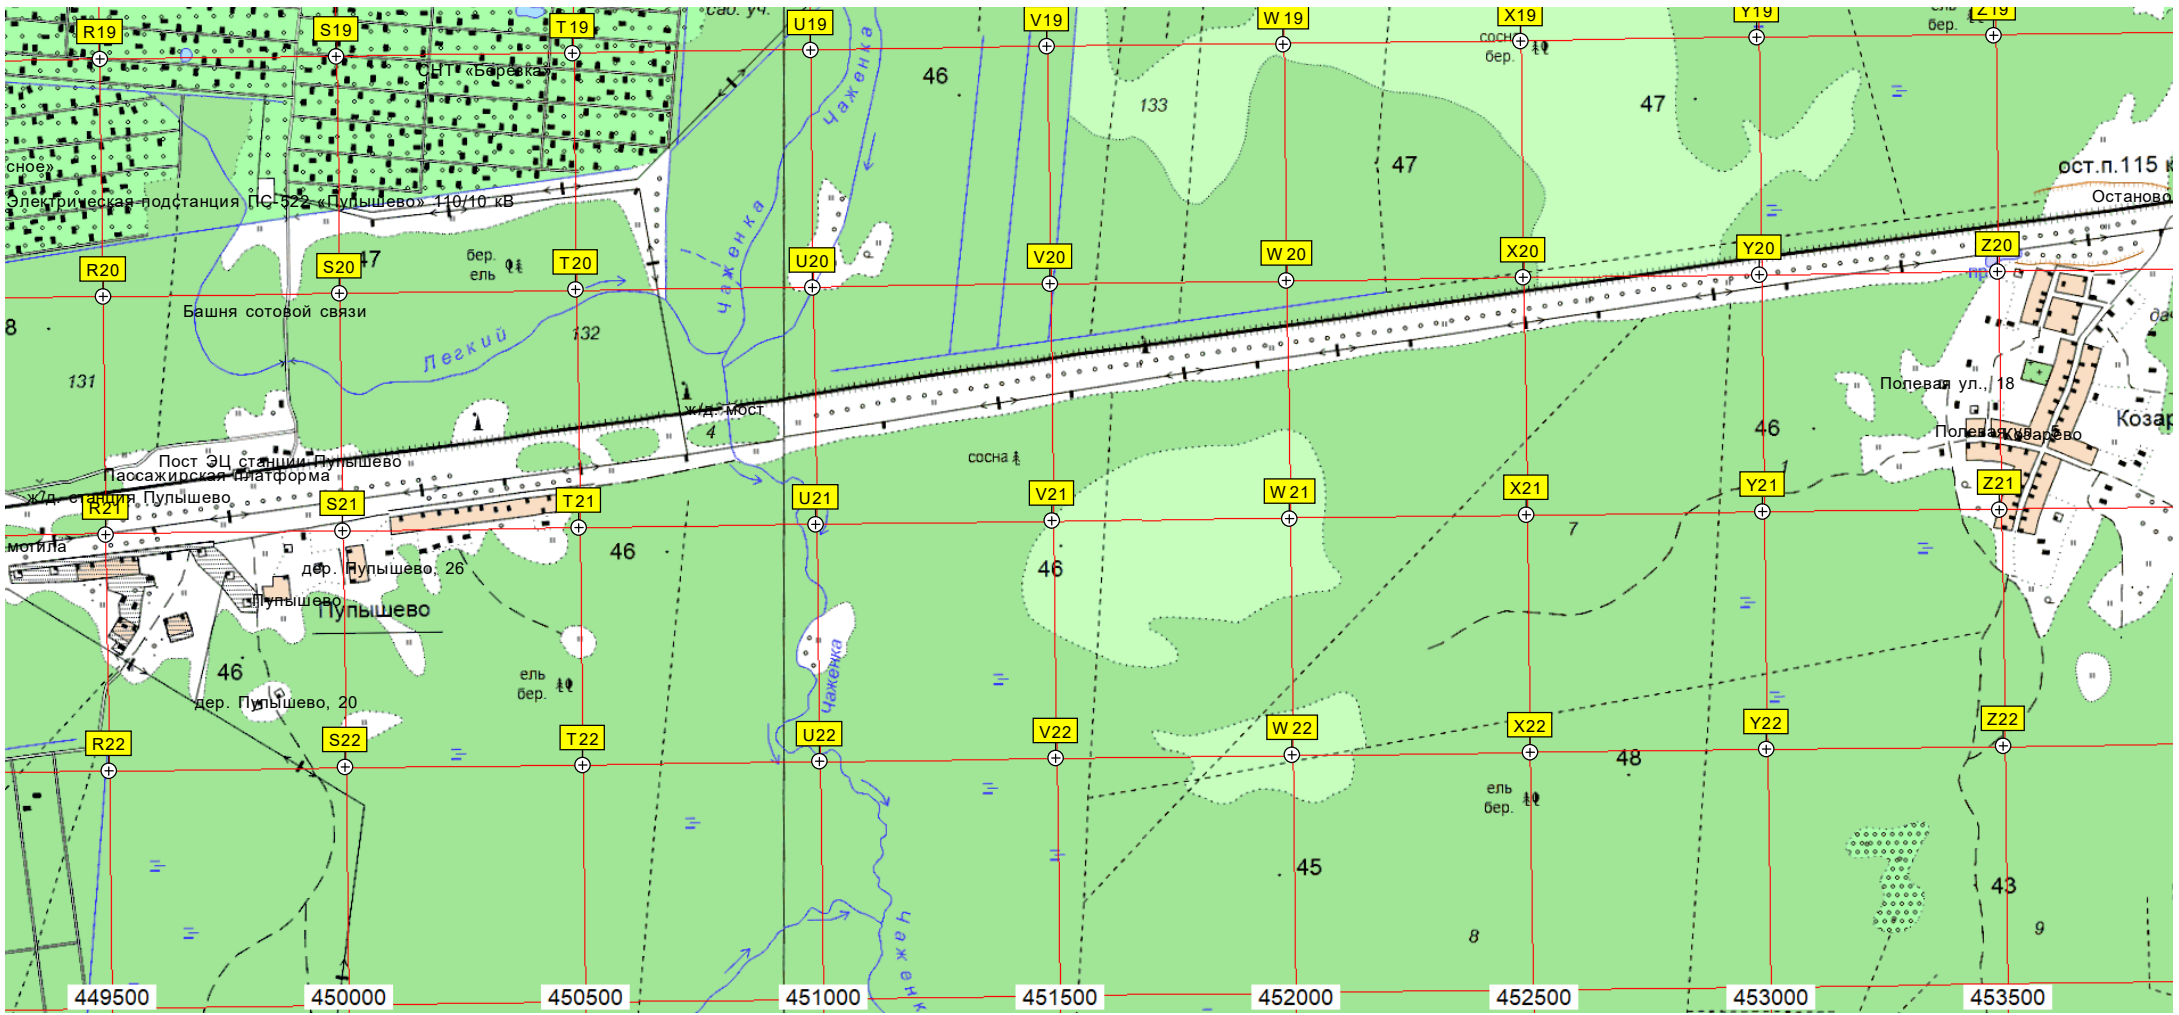 сад. уч.
R19
S19
T19
U19
V19
W19
X19
Y19
Z19
сосн
бер.
ель
бер.
СНТ «Березка»
Чаженка
46
133
47
47
сное»
ост.п.115 к
Останово
Электрическая подстанция ПС-522 «Пупышево» 110/10 кВ
47
бер.
ель
Чаженка
R20
S20
T20
U20
V20
W20
X20
Y20
Z20
пр
Башня сотовой связи
8
Легкий
132
131
да
Полевая ул., 18
ж/д. мост
4
46
Козар
Полевая ул., 5
Козарёво
сосна
1
Пост ЭЦ станции Пупышево
Пассажирская платформа
ж/д. станция Пупышево
R21
S21
T21
U21
V21
W21
X21
Y21
Z21
7
могила
46
46
дер. Пупышево, 26
Пупышево
Пупышево
46
ель
бер.
Чаженка
дер. Пупышево, 20
R22
S22
T22
U22
V22
W22
X22
Y22
Z22
48
ель
бер.
45
43
8
9
Чаженк
449500
450000
450500
451000
451500
452000
452500
453000
453500